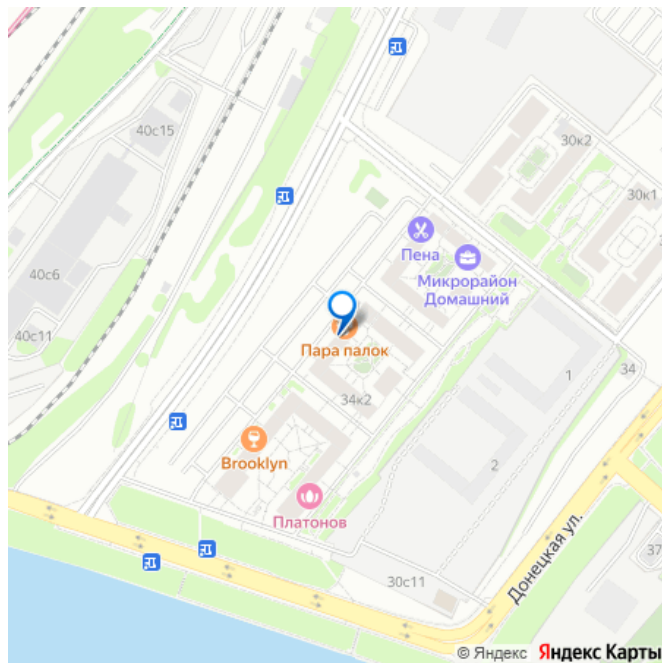 40с15
30к2
30к1
Пена
Микрорайон
Домашний
40с6
40с11
Пара палок
34
1
34к2
Brooklyn
2
Платонов
Донецкая ул.
37
30с11
© Яндекс Яндекс Карты